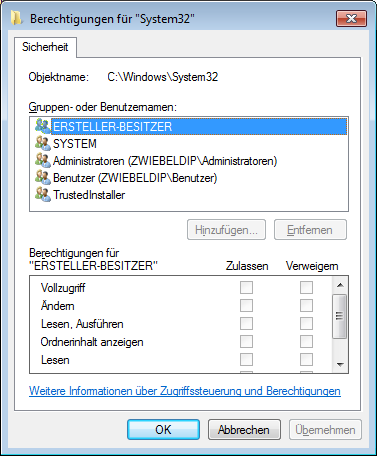 Berechtigungen für "System32"
Sicherheit
Objektname: C:\Windows\System32
Gruppen- oder Benutzernamen:
ERSTELLER-BESITZER
SYSTEM
Administratoren (ZWIEBELDIP\Administratoren)
Benutzer (ZWIEBELDIP\Benutzer)
TrustedInstaller
Hinzufügen... Entfernen
Berechtigungen für
"ERSTELLER-BESITZER" Zulassen Verweigern
Vollzugriff
Ändern
Lesen, Ausführen
Ordnerinhalt anzeigen
Lesen
Weitere Informationen über Zugriffssteuerung und Berechtigungen
OK Abbrechen Übernehmen